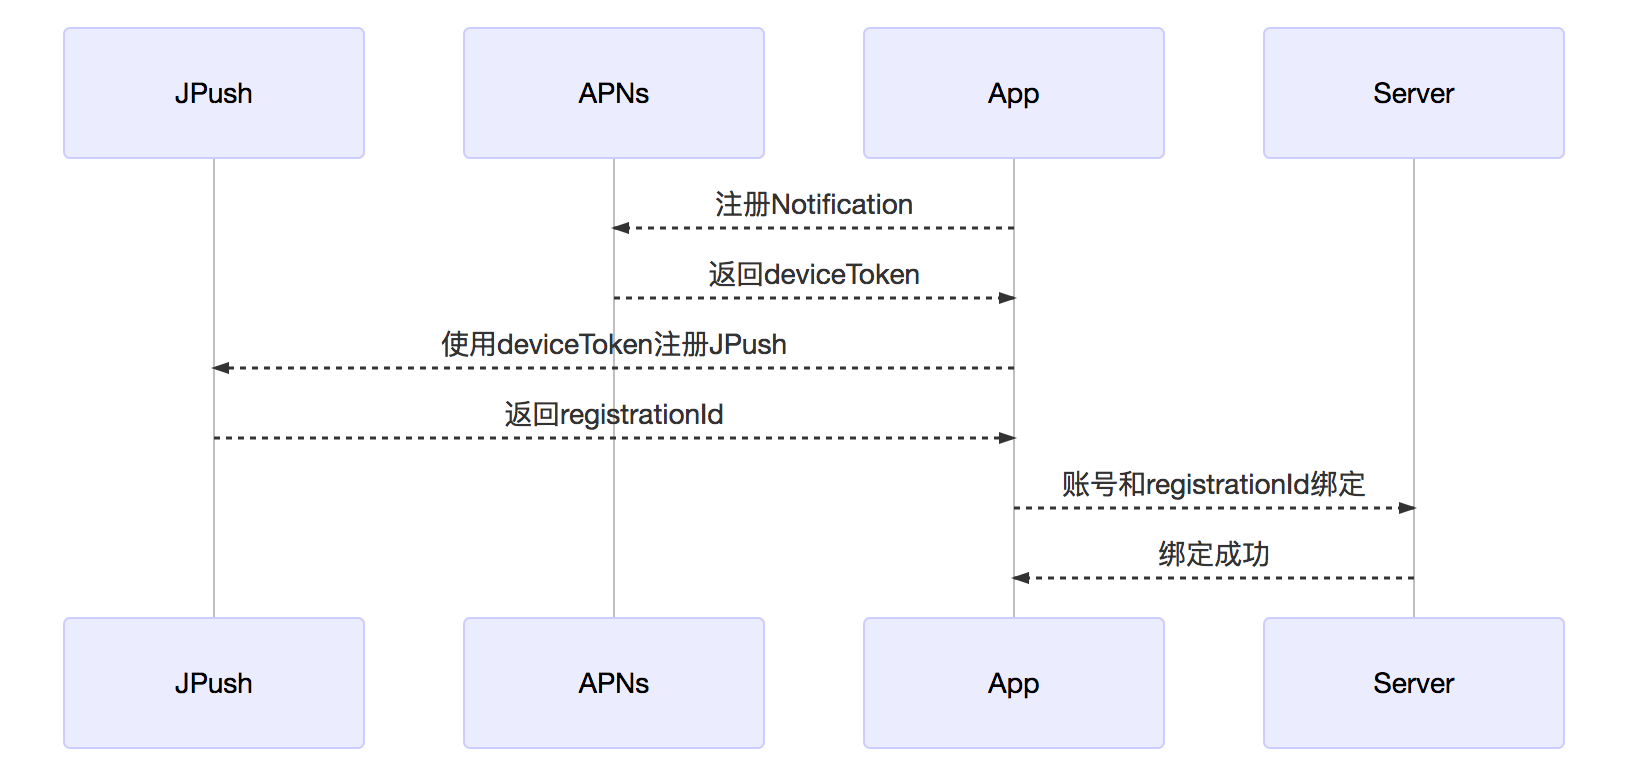 JPush
APNs
App
Server
注册Notification
返回deviceToken
使用deviceToken注册JPush
返回registrationId
账号和registrationId绑定
绑定成功
JPush
APNs
App
Server